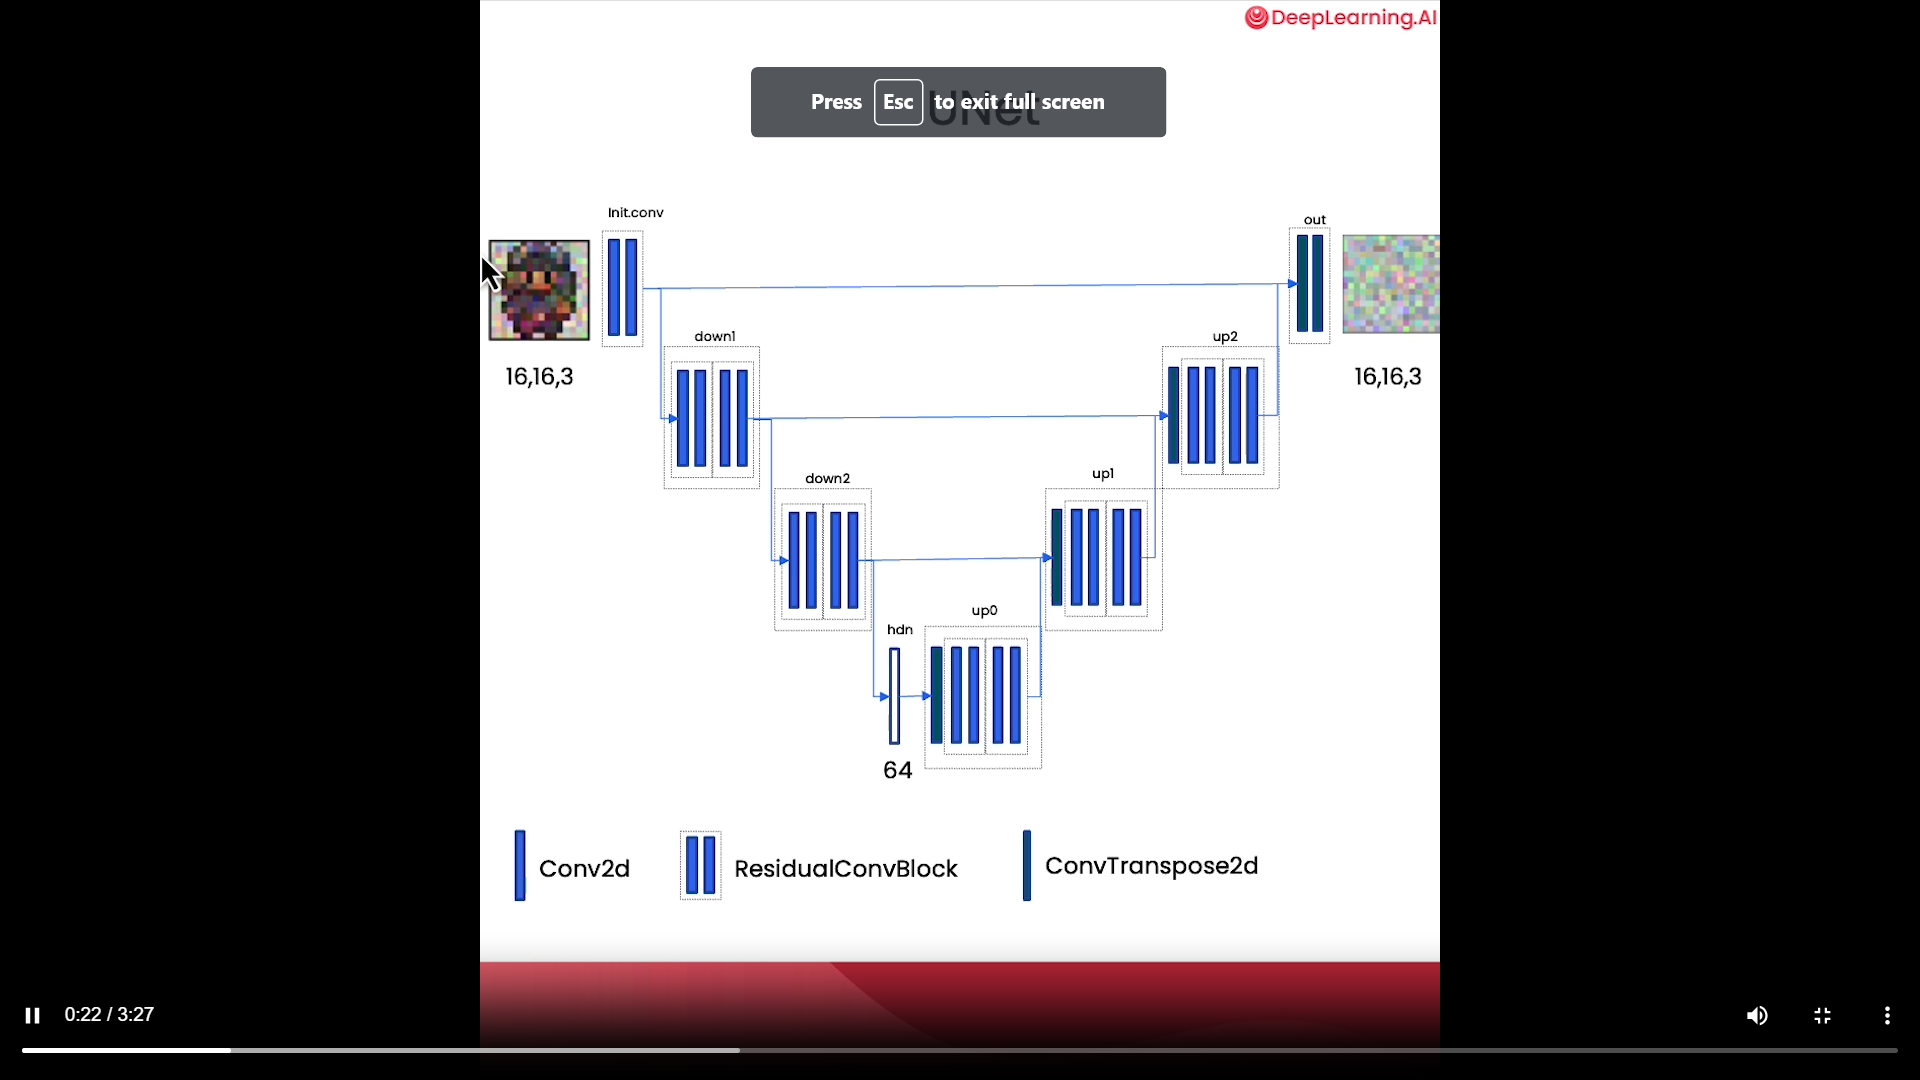 DeepLearning.AI
UNet
Press Esc to exit full screen
Init.conv
out
down1
up2
16,16,3
16,16,3
down2
up1
up0
hdn
64
Conv2d
ResidualConvBlock
ConvTranspose2d
0:22 / 3:27